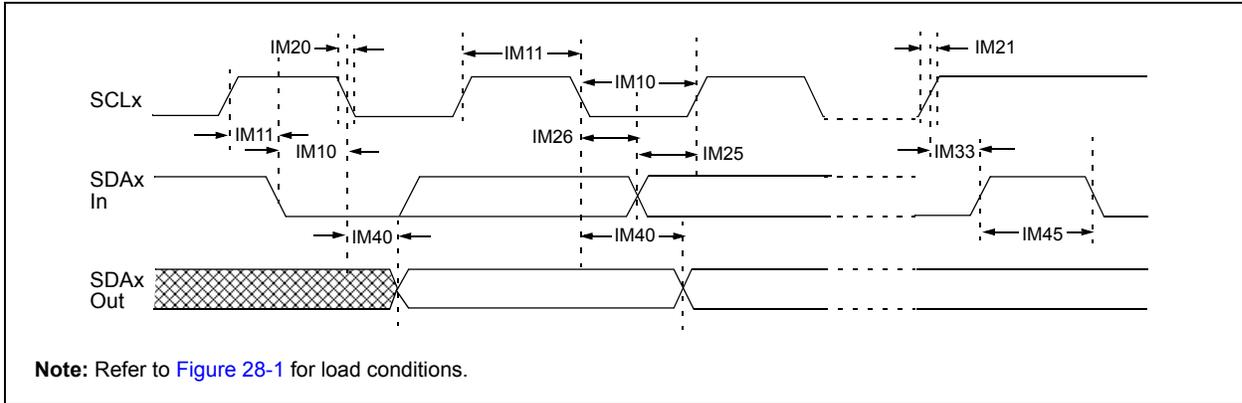 IM20
IM11
IM21
IM10
SCLx
IM11
IM26
IM10
IM25
IM33
SDAx
In
IM40
IM40
IM45
SDAx
Out
Note: Refer to Figure 28-1 for load conditions.